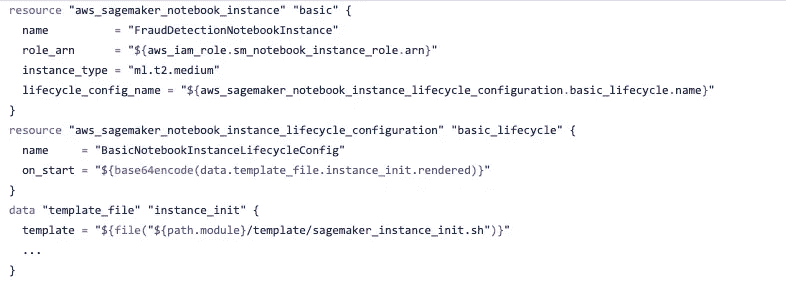 resource "aws_sagemaker_notebook_instance" "basic" {
  name          = "FraudDetectionNotebookInstance"
  role_arn      = "${aws_iam_role.sm_notebook_instance_role.arn}"
  instance_type = "ml.t2.medium"
  lifecycle_config_name = "${aws_sagemaker_notebook_instance_lifecycle_configuration.basic_lifecycle.name}"
}
resource "aws_sagemaker_notebook_instance_lifecycle_configuration" "basic_lifecycle" {
  name     = "BasicNotebookInstanceLifecycleConfig"
  on_start = "${base64encode(data.template_file.instance_init.rendered)}"
}
data "template_file" "instance_init" {
  template = "${file("${path.module}/template/sagemaker_instance_init.sh")}"
  ...
}